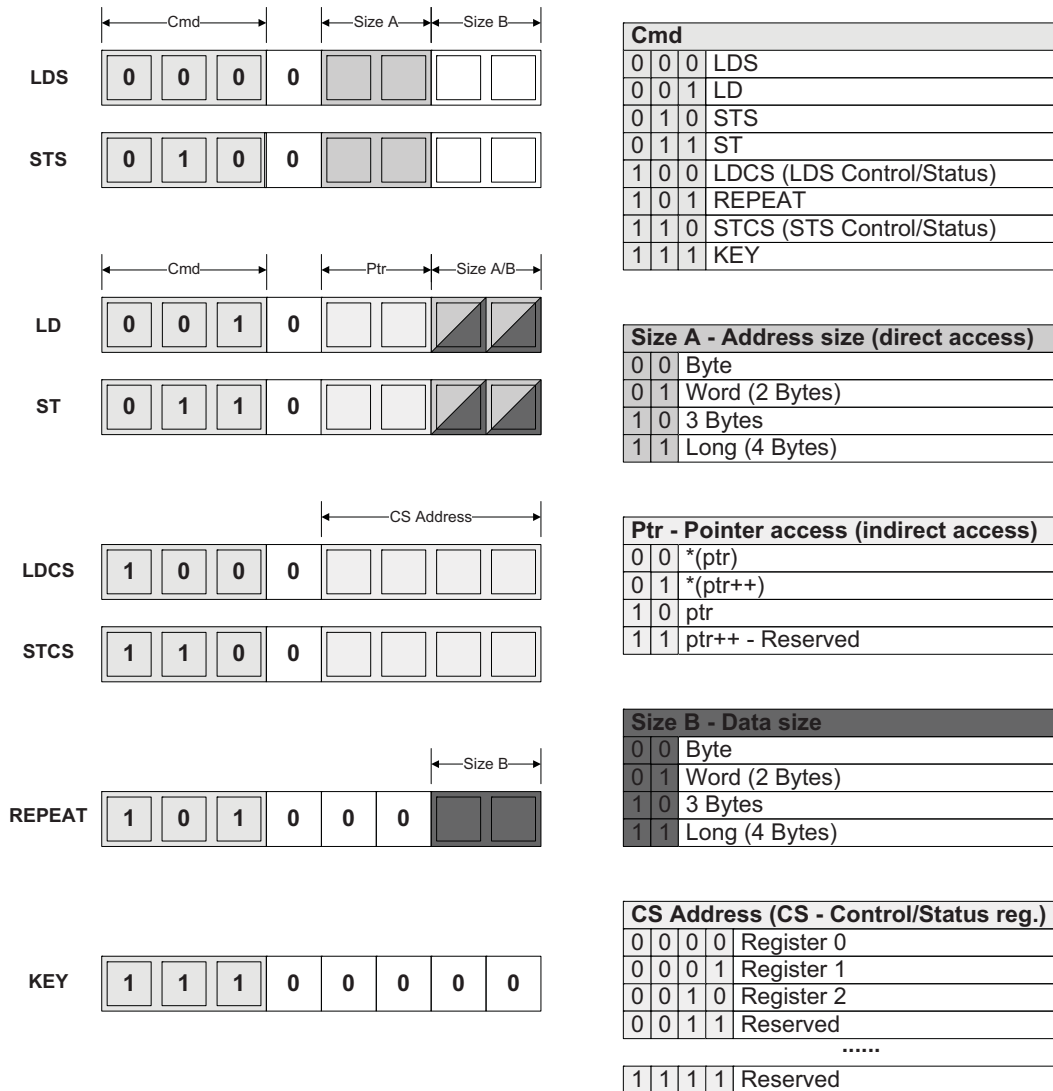 Cmd Size A Size B
LDS 0 0 0 0
STS 0 1 0 0
Cmd Ptr Size A/B
LD 0 0 1 0
ST 0 1 1 0
CS Address
LDCS 1 0 0 0
STCS 1 1 0 0
Size B
REPEAT 1 0 1 0 0 0
KEY 1 1 1 0 0 0 0 0
Cmd
0 0 0 LDS
0 0 1 LD
0 1 0 STS
0 1 1 ST
1 0 0 LDCS (LDS Control/Status)
1 0 1 REPEAT
1 1 0 STCS (STS Control/Status)
1 1 1 KEY
Size A - Address size (direct access)
0 0 Byte
0 1 Word (2 Bytes)
1 0 3 Bytes
1 1 Long (4 Bytes)
Ptr - Pointer access (indirect access)
0 0 *(ptr)
0 1 *(ptr++)
1 0 ptr
1 1 ptr++ - Reserved
Size B - Data size
0 0 Byte
0 1 Word (2 Bytes)
1 0 3 Bytes
1 1 Long (4 Bytes)
CS Address (CS - Control/Status reg.)
0 0 0 0 Register 0
0 0 0 1 Register 1
0 0 1 0 Register 2
0 0 1 1 Reserved
......
1 1 1 1 Reserved